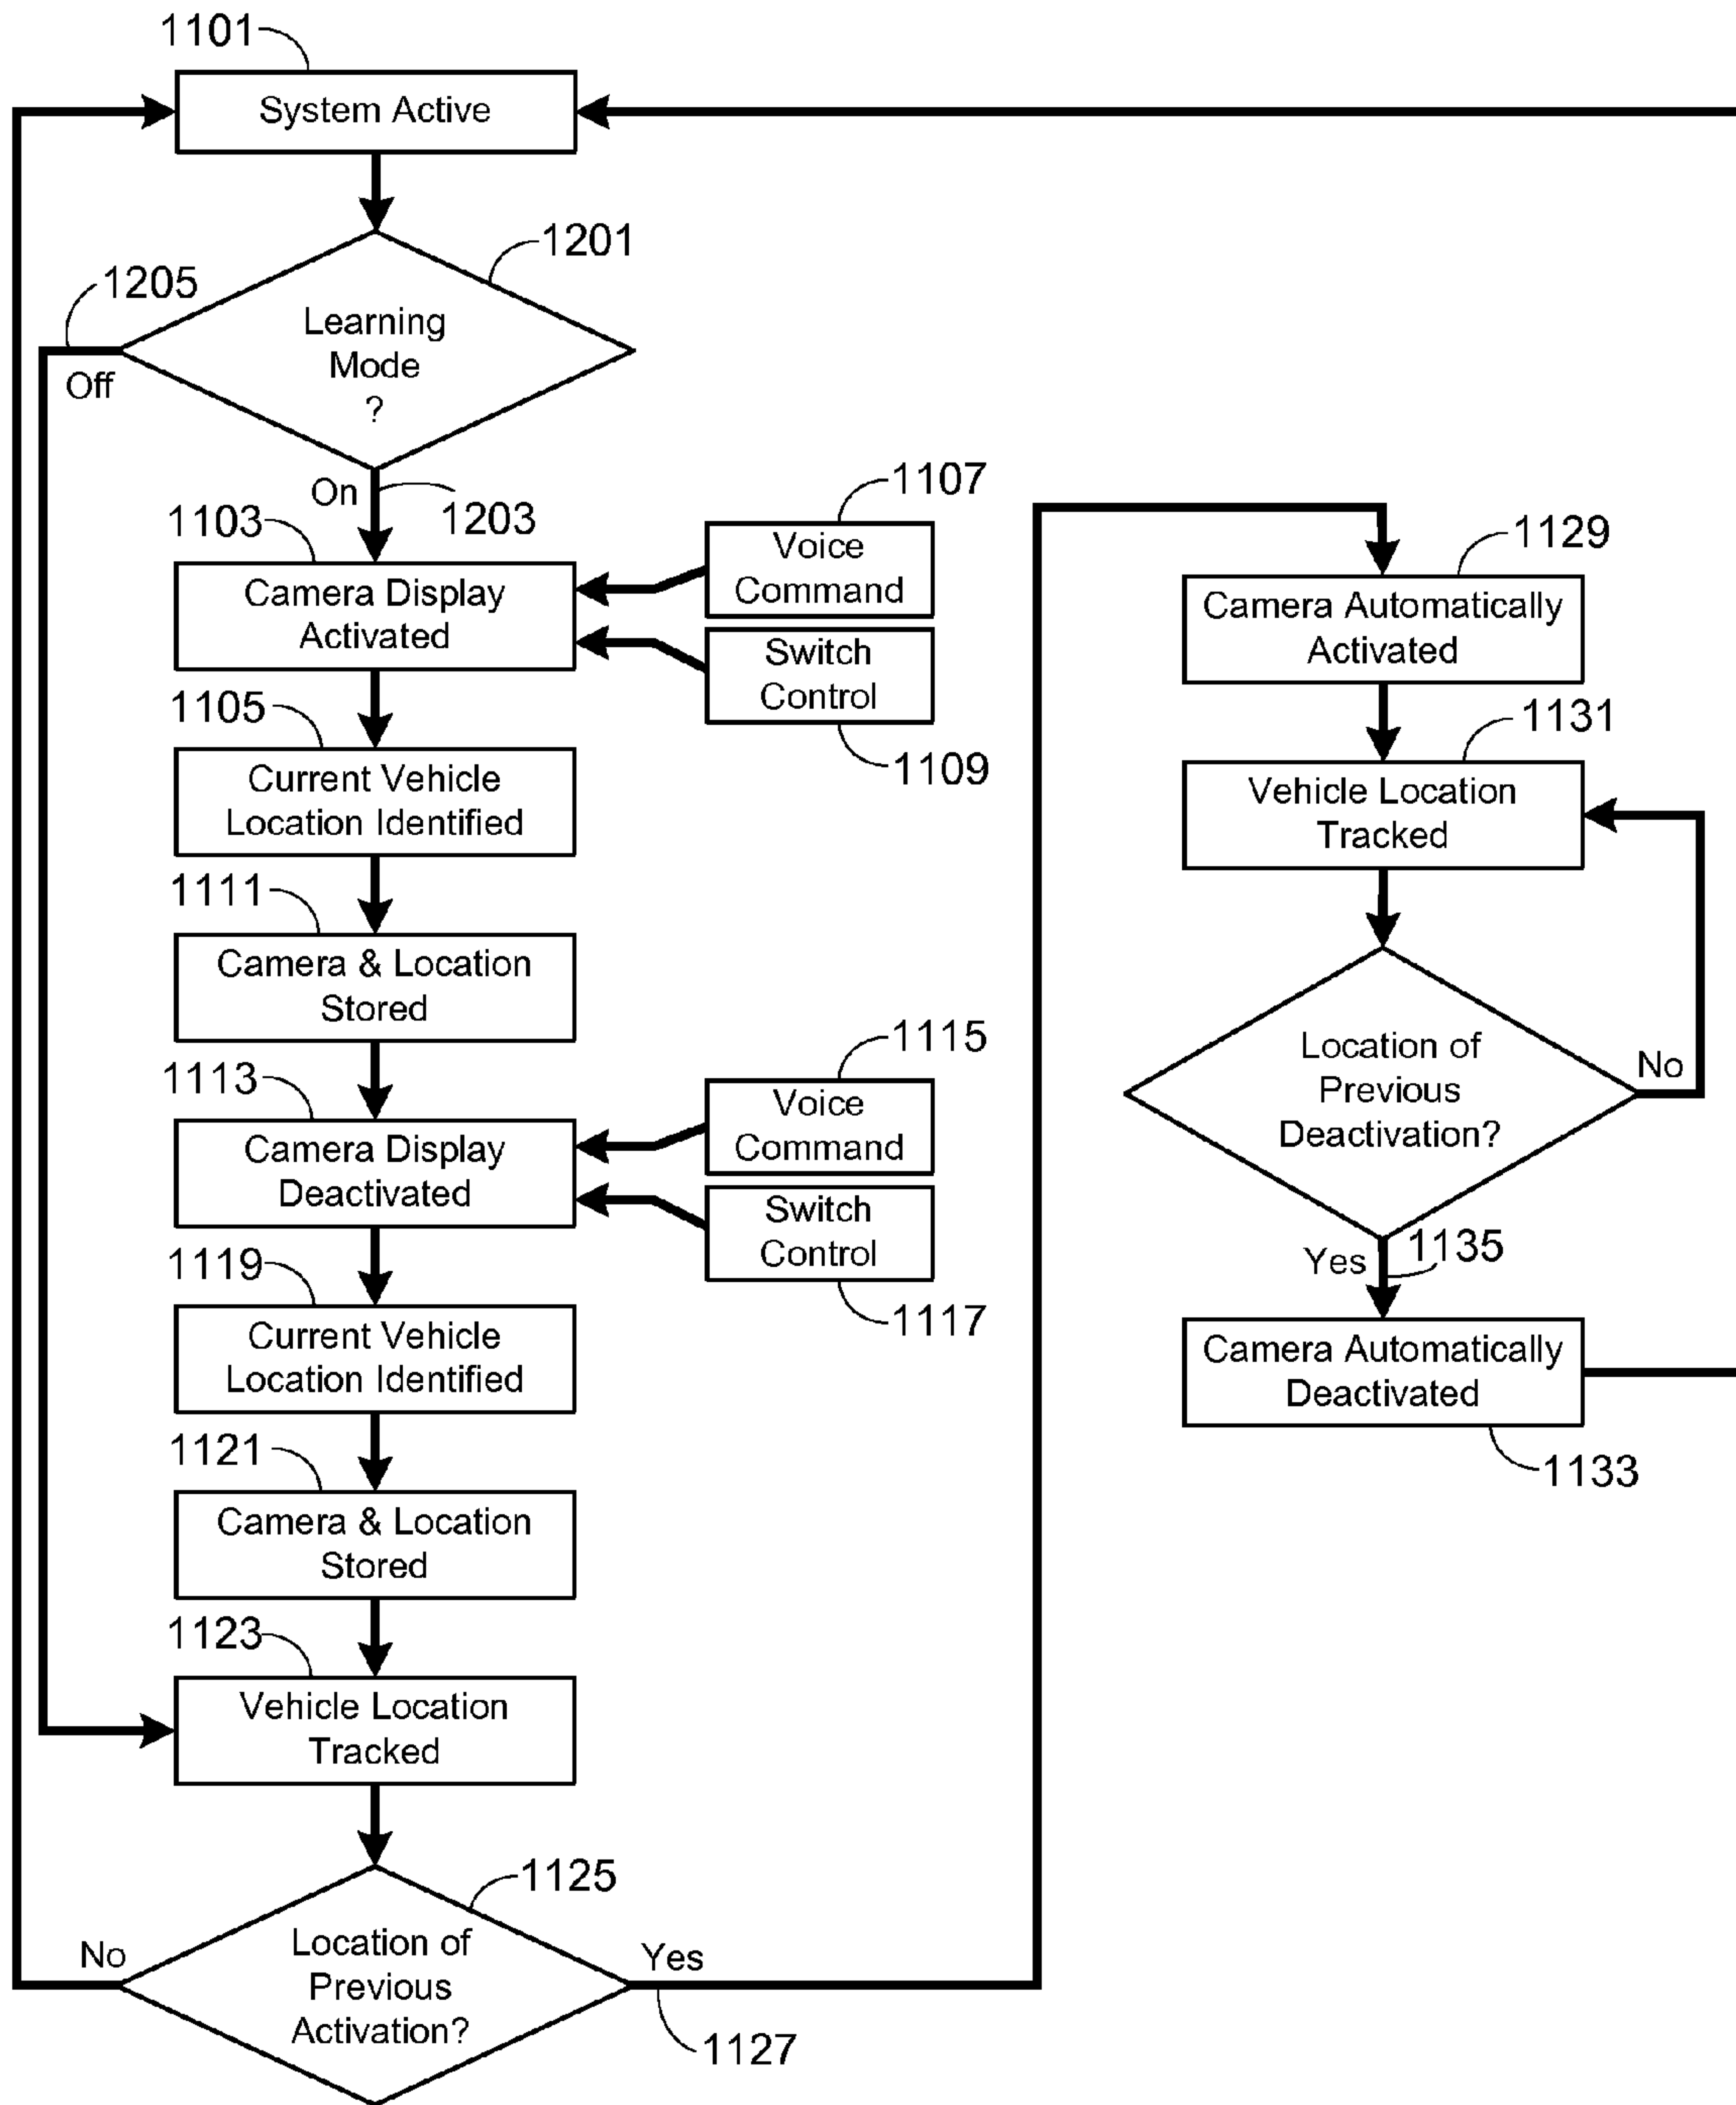 1101
System Active
1201
1205
Learning
Mode
?
Off
On
1203
1103
Camera Display
Activated
1107
Voice
Command
Switch
Control
1109
1105
Current Vehicle
Location Identified
1111
Camera & Location
Stored
1113
Camera Display
Deactivated
1115
Voice
Command
Switch
Control
1117
1119
Current Vehicle
Location Identified
1121
Camera & Location
Stored
1123
Vehicle Location
Tracked
1125
Location of
Previous
Activation?
No
Yes
1127
1129
Camera Automatically
Activated
1131
Vehicle Location
Tracked
Location of
Previous
Deactivation?
No
Yes
1135
Camera Automatically
Deactivated
1133